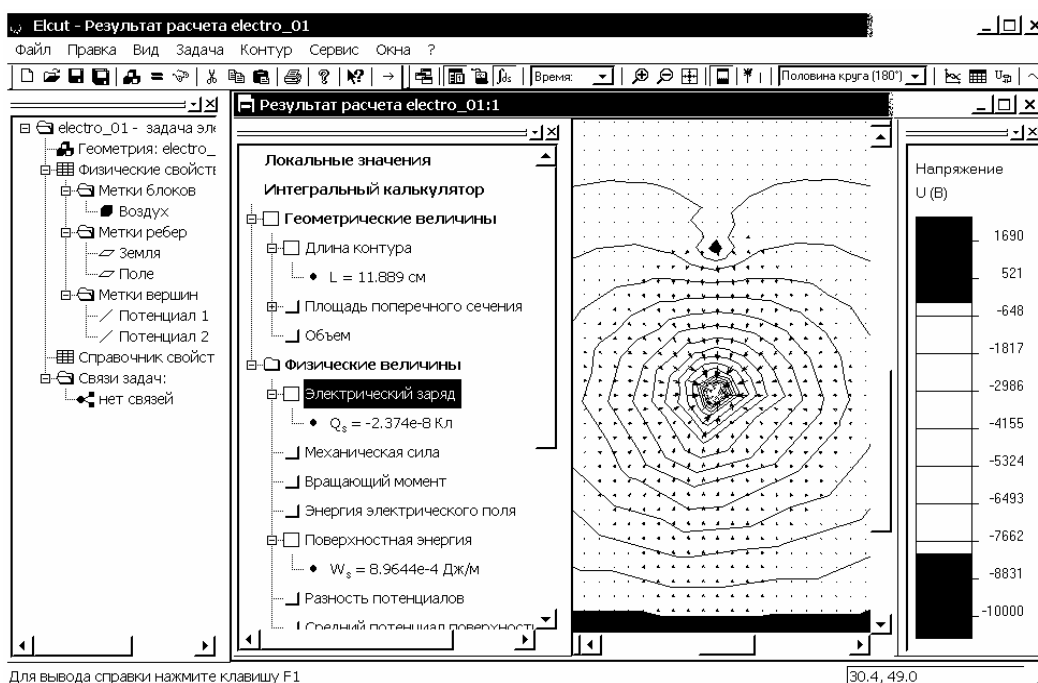 Elcut - Результат расчета electro_01
Файл Правка Вид Задача Контур Сервис Окна ?
Время:
Половина круга (180°)
electro_01 - задача эл
Геометрия: electro_
Физические свойств
Метки блоков
Воздух
Метки ребер
Земля
Поле
Метки вершин
Потенциал 1
Потенциал 2
Справочник свойст
Связи задач:
нет связей
Результат расчета electro_01:1
Локальные значения
Интегральный калькулятор
Геометрические величины
Длина контура
L = 11.889 см
Площадь поперечного сечения
Объем
Физические величины
Электрический заряд
Qs = -2.374e-8 Кл
Механическая сила
Вращающий момент
Энергия электрического поля
Поверхностная энергия
Ws = 8.9644e-4 Дж/м
Разность потенциалов
Средний потенциал поверхность
Напряжение
U (В)
1690
521
-648
-1817
-2986
-4155
-5324
-6493
-7662
-8831
-10000
Для вывода справки нажмите клавишу F1
30.4, 49.0